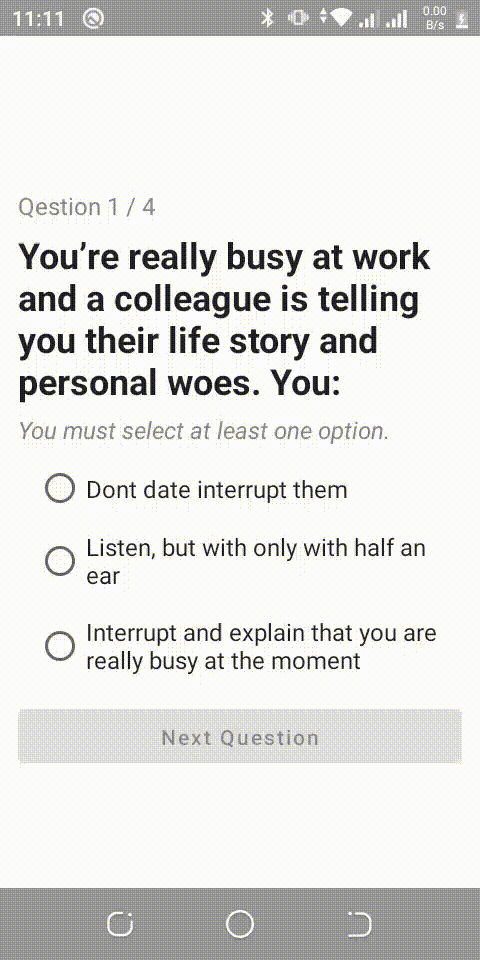 11:11
0.00
B/s
Qestion 1 / 4
You're really busy at work
and a colleague is telling
you their life story and
personal woes. You:
You must select at least one option.
Dont date interrupt them
Listen, but with only with half an
ear
Interrupt and explain that you are
really busy at the moment
Next Question